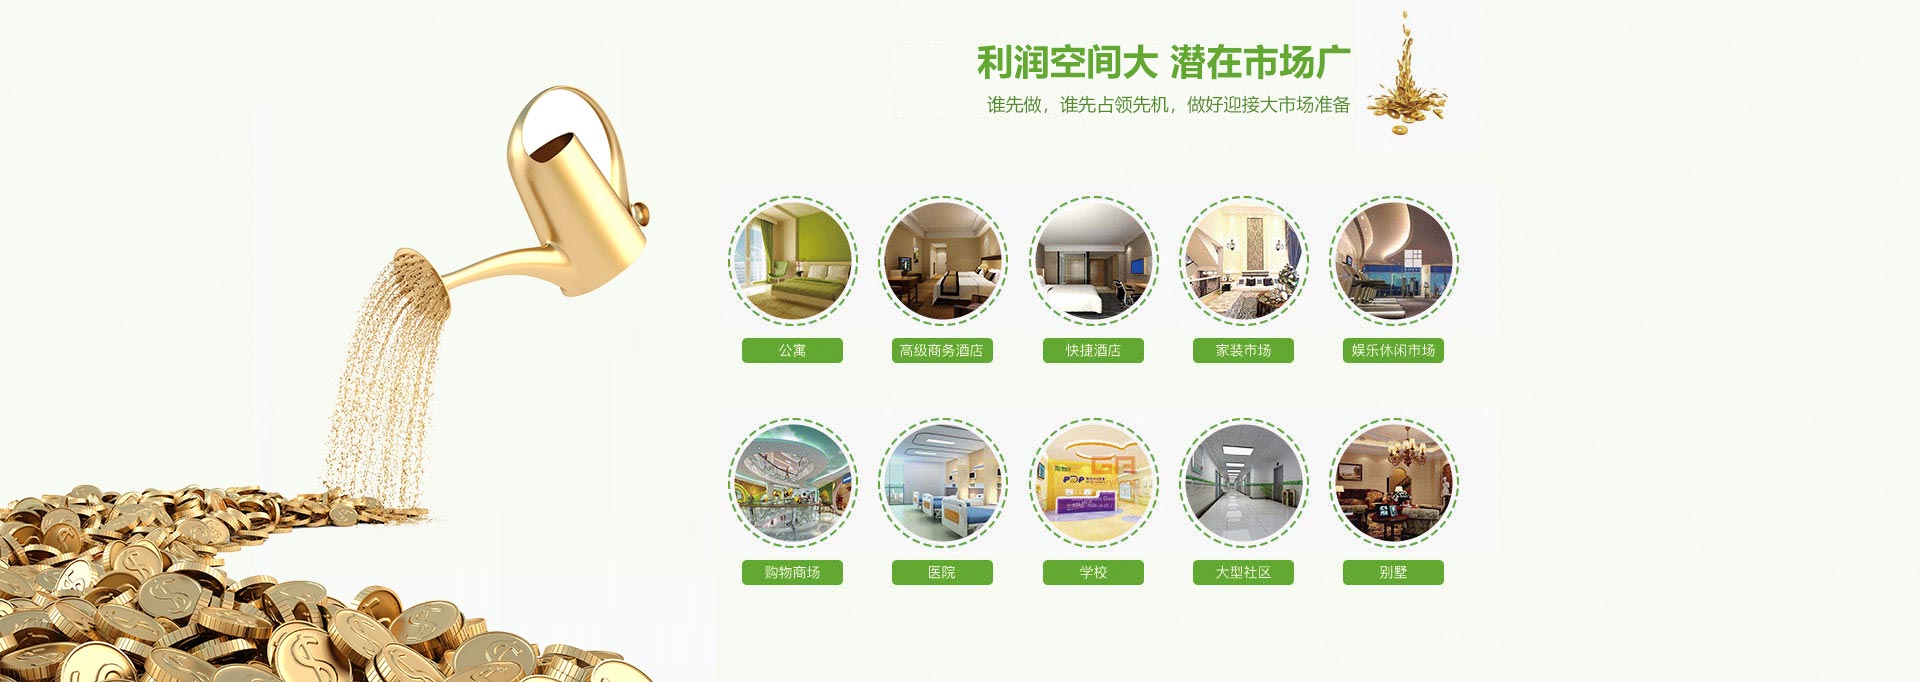 利润空间大 潜在市场广
谁先做，谁先占领先机，做好迎接大市场准备
公寓
高级商务酒店
快捷酒店
家装市场
娱乐休闲市场
POP
购物商场
医院
学校
大型社区
别墅